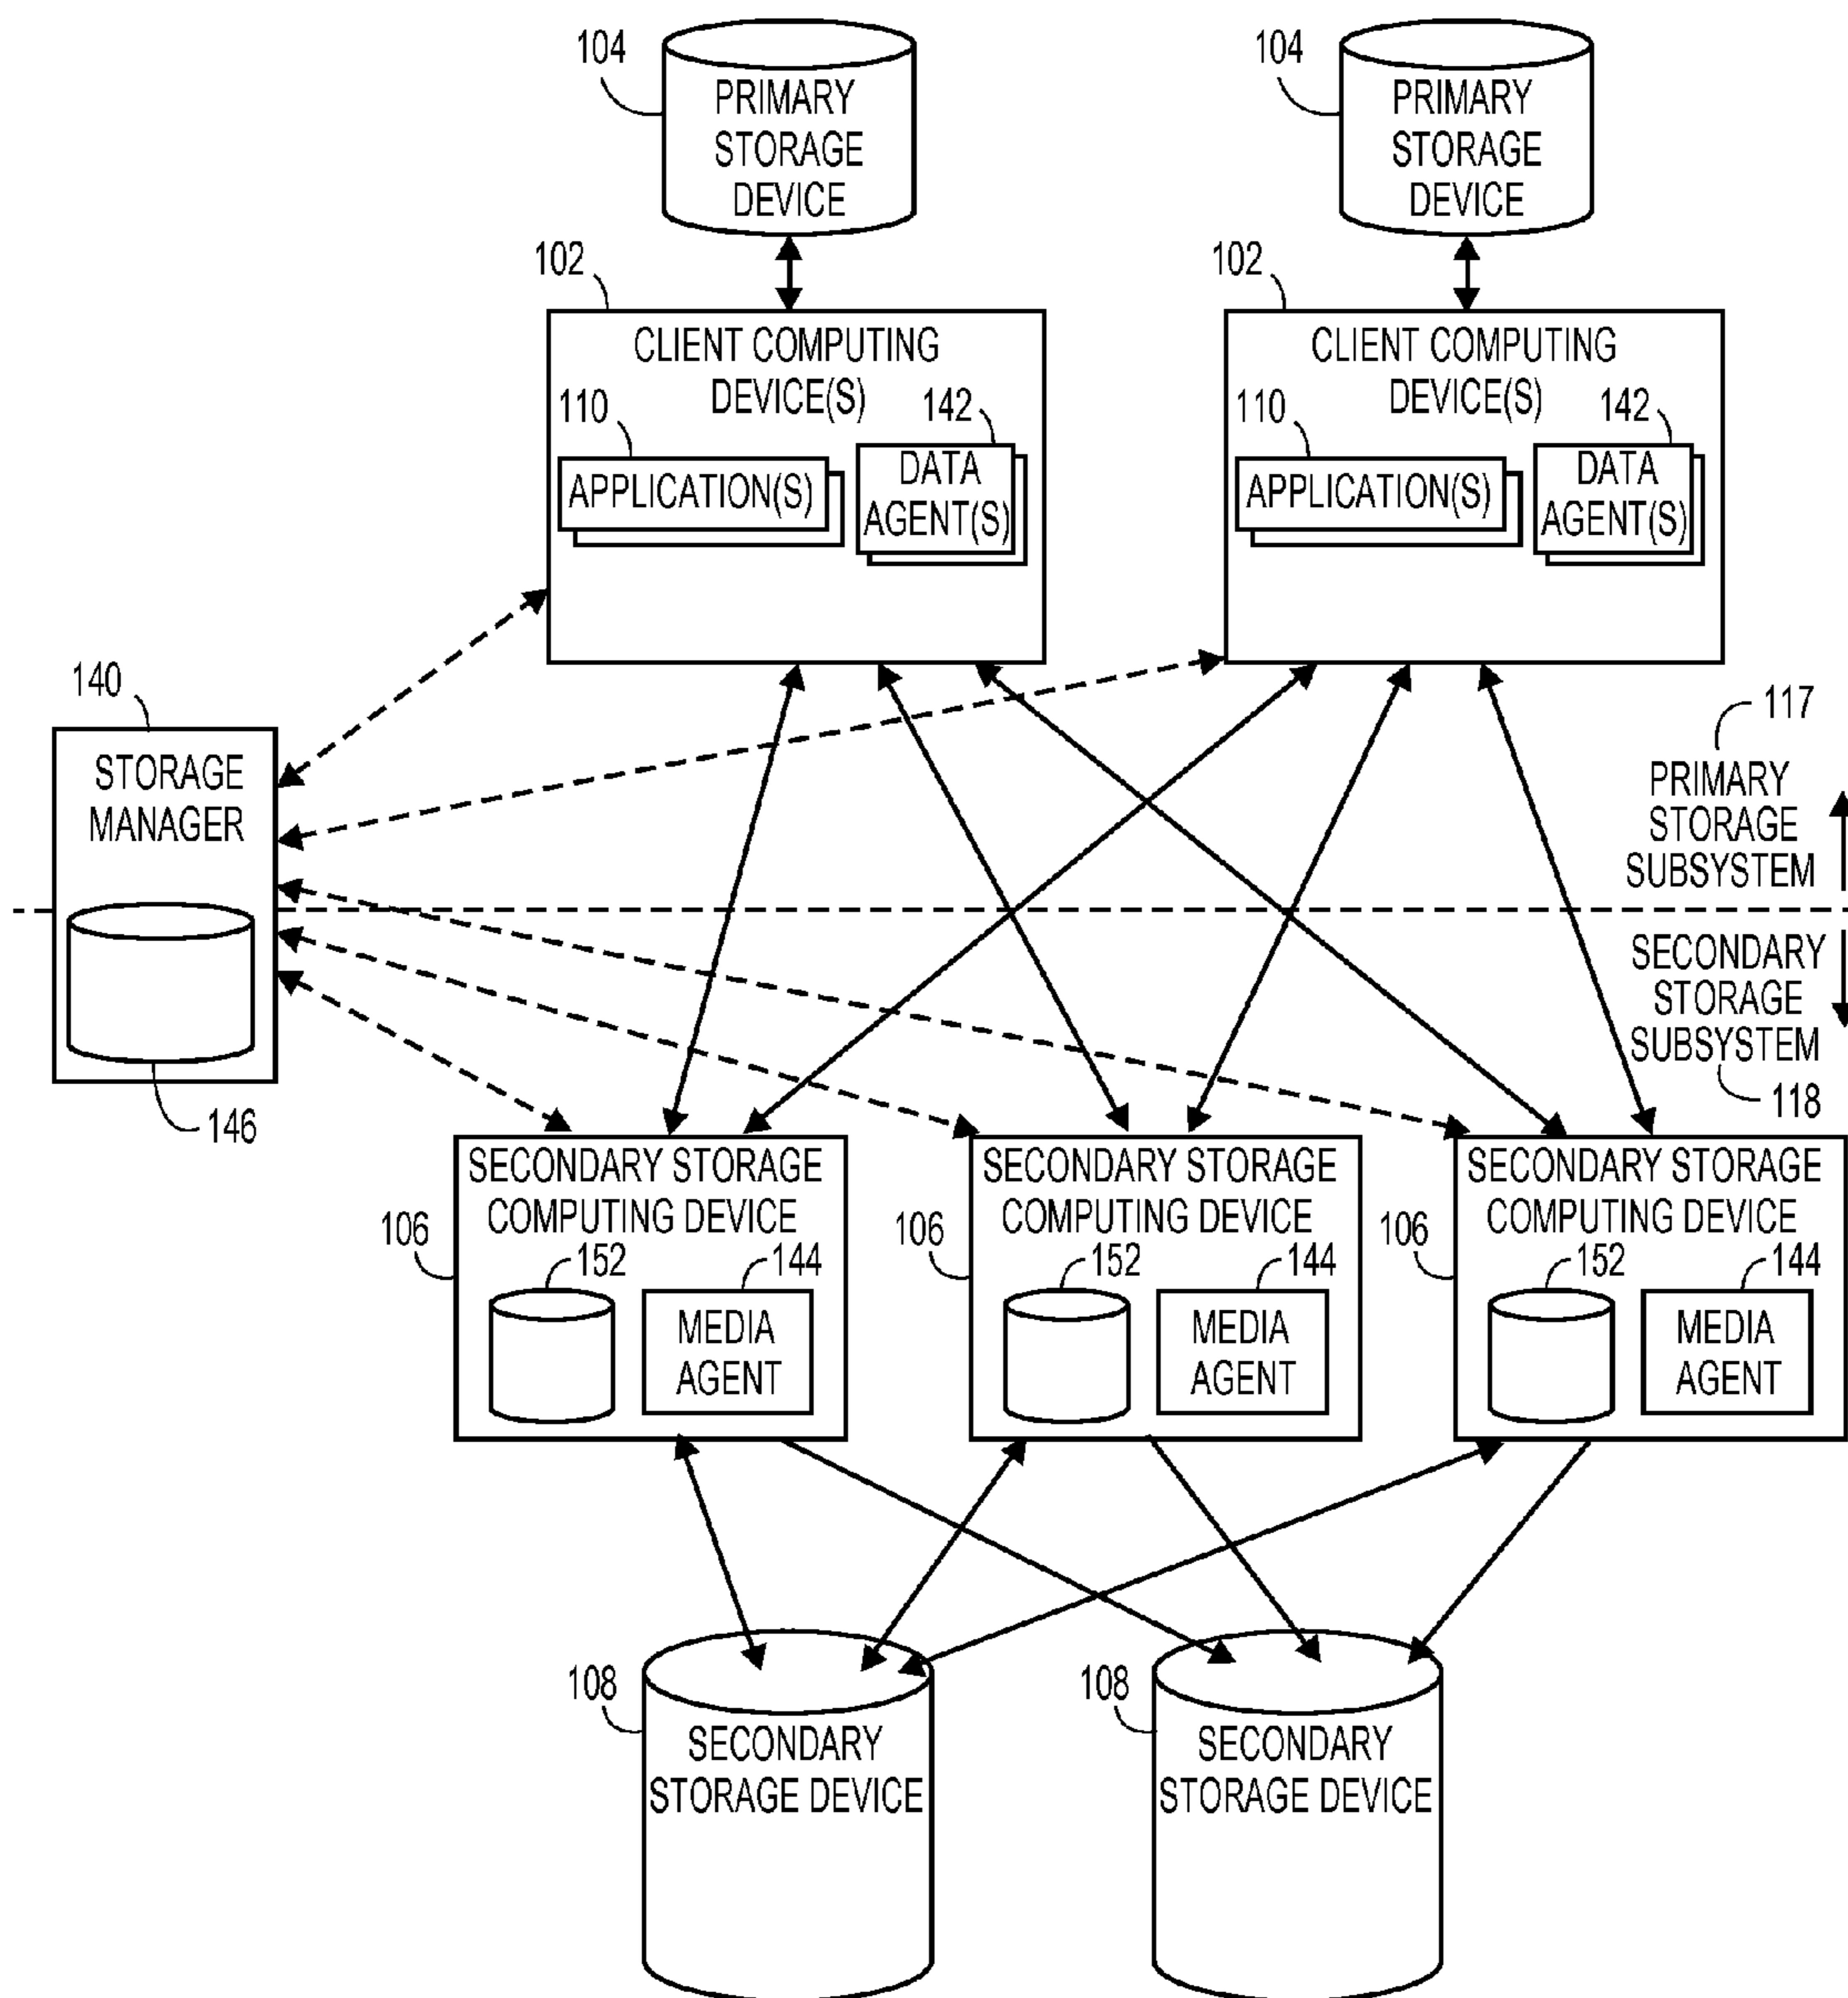 104
PRIMARY
STORAGE
DEVICE
104
PRIMARY
STORAGE
DEVICE
102
CLIENT COMPUTING
DEVICE(S)
110
APPLICATION(S)
142
DATA
AGENT(S)
102
CLIENT COMPUTING
DEVICE(S)
110
APPLICATION(S)
142
DATA
AGENT(S)
140
STORAGE
MANAGER
146
117
PRIMARY
STORAGE
SUBSYSTEM
SECONDARY
STORAGE
SUBSYSTEM
118
106
SECONDARY STORAGE
COMPUTING DEVICE
152
144
MEDIA
AGENT
106
SECONDARY STORAGE
COMPUTING DEVICE
152
144
MEDIA
AGENT
106
SECONDARY STORAGE
COMPUTING DEVICE
152
144
MEDIA
AGENT
108
SECONDARY
STORAGE DEVICE
108
SECONDARY
STORAGE DEVICE